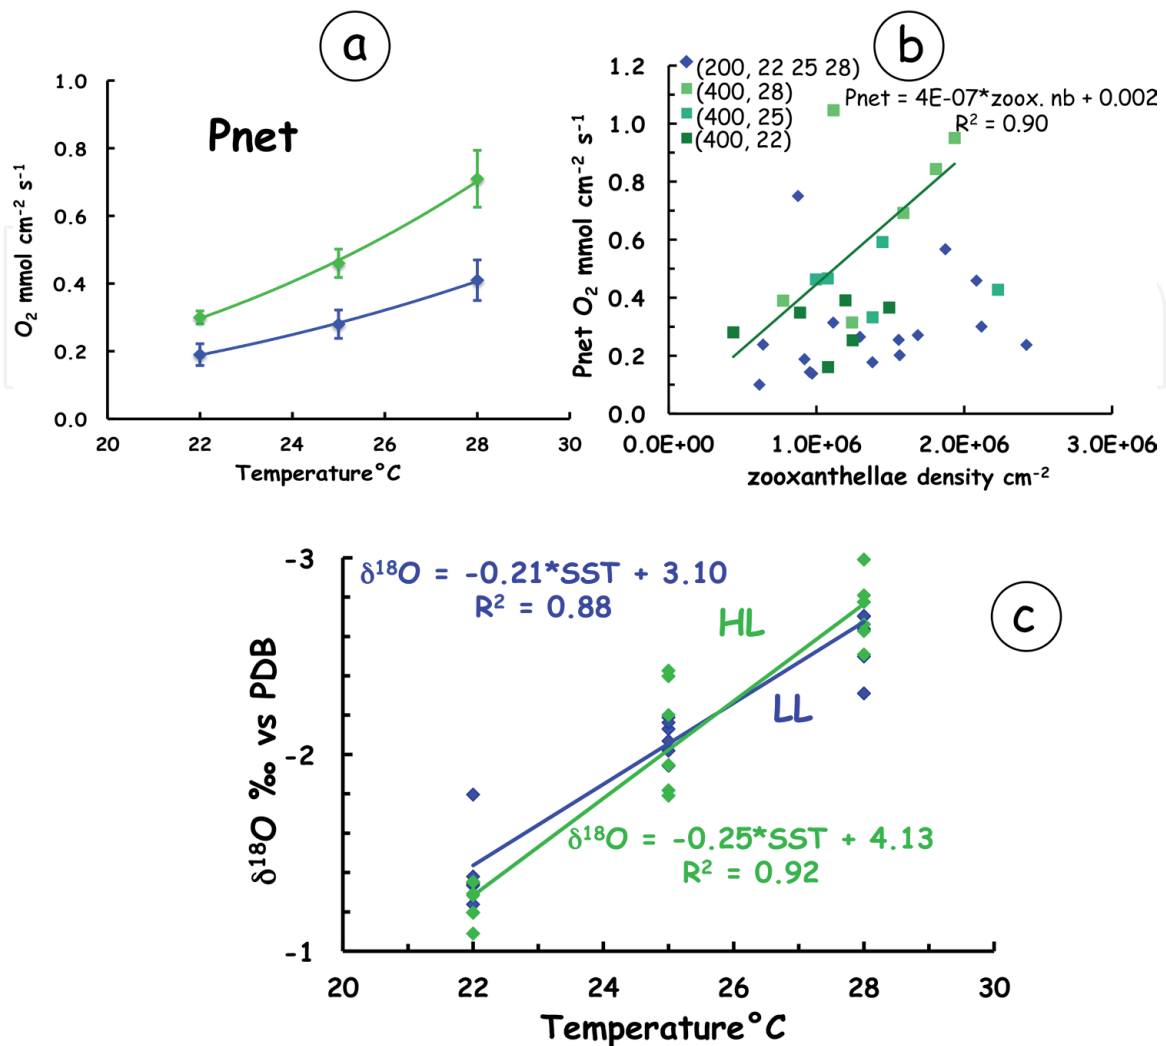 a
1.0
0.8
0.6
0.4
0.2
0.0
O₂ mmol cm⁻² s⁻¹
Pnet
20 22 24 26 28 30
Temperature°C
b
1.2
1.0
0.8
0.6
0.4
0.2
0.0
Pnet O₂ mmol cm⁻² s⁻¹
(200, 22 25 28)
(400, 28)
(400, 25)
(400, 22)
Pnet = 4E-07*zoox. nb + 0.002
R² = 0.90
0.0E+00 1.0E+06 2.0E+06 3.0E+06
zooxanthellae density cm⁻²
c
-3
-2
-1
δ¹⁸O ‰ vs PDB
δ¹⁸O = -0.21*SST + 3.10
R² = 0.88
HL
LL
δ¹⁸O = -0.25*SST + 4.13
R² = 0.92
20 22 24 26 28 30
Temperature°C